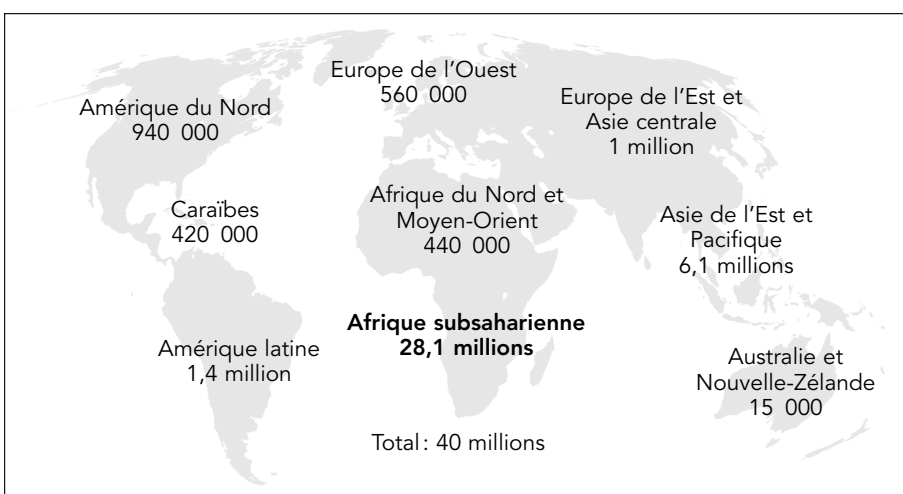 Europe de l'Ouest
560 000
Amérique du Nord
940 000
Europe de l'Est et
Asie centrale
1 million
Caraïbes
420 000
Afrique du Nord et
Moyen-Orient
440 000
Asie de l'Est et
Pacifique
6,1 millions
Afrique subsaharienne
28,1 millions
Amérique latine
1,4 million
Australie et
Nouvelle-Zélande
15 000
Total : 40 millions